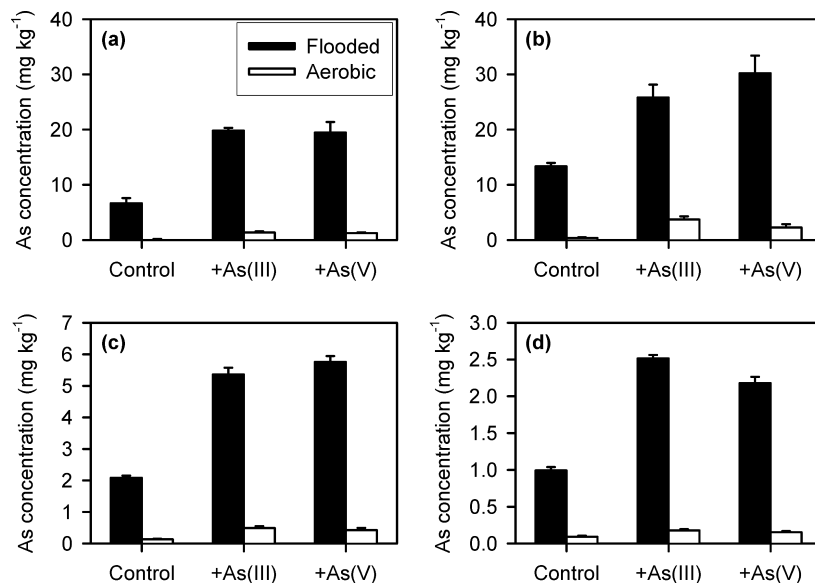 (a)
Flooded
Aerobic
As concentration (mg kg⁻¹)
40
30
20
10
0
Control +As(III) +As(V)
(b)
As concentration (mg kg⁻¹)
40
30
20
10
0
Control +As(III) +As(V)
(c)
As concentration (mg kg⁻¹)
7
6
5
4
3
2
1
0
Control +As(III) +As(V)
(d)
As concentration (mg kg⁻¹)
3.0
2.5
2.0
1.5
1.0
0.5
0.0
Control +As(III) +As(V)